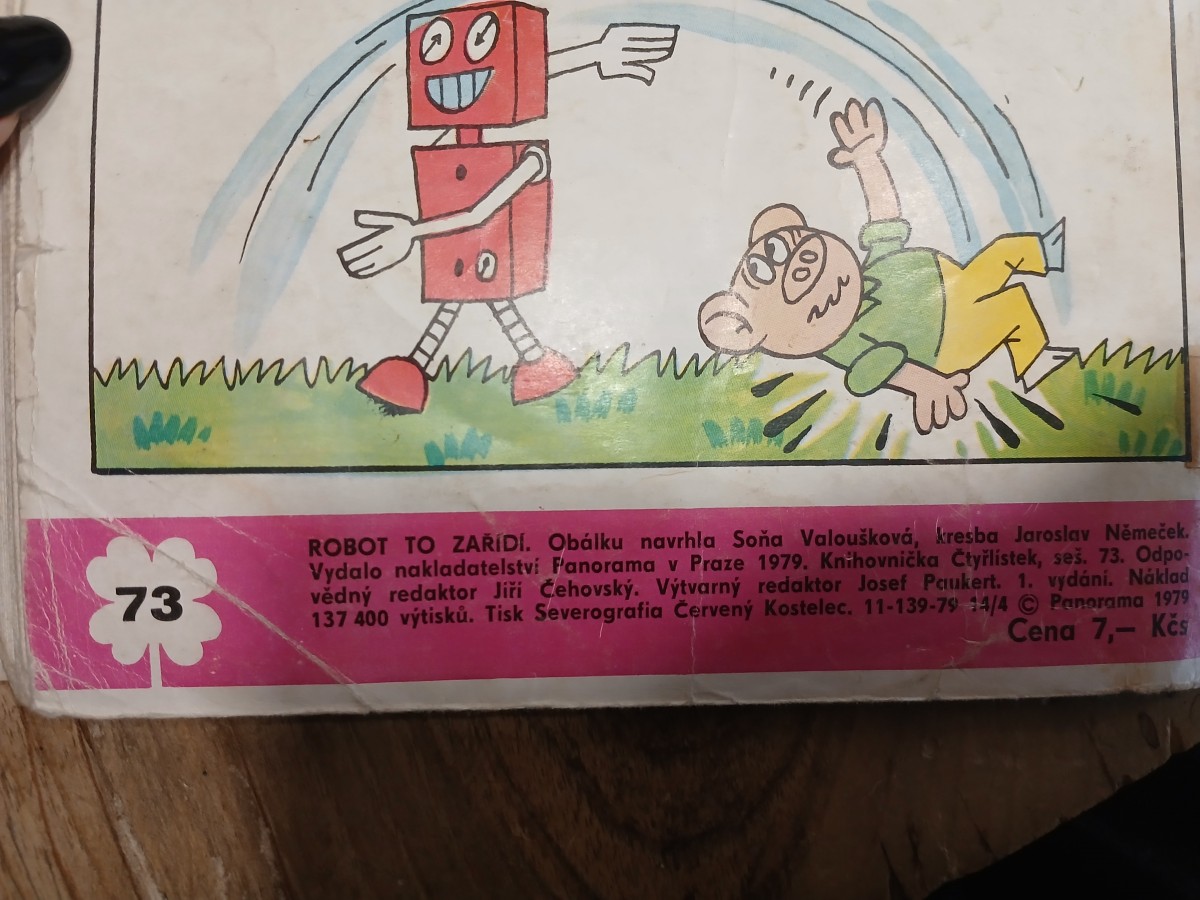 73
ROBOT TO ZAŘÍDÍ. Obálku navrhla Soňa Valoušková, kresba Jaroslav Němeček.
Vydalo nakladatelství Panorama v Praze 1979. Knihovnička Čtyřlístek, seš. 73. Odpo-
vědný redaktor Jiří Čehovský. Výtvarný redaktor Josef Paukert. 1. vydání. Náklad
137 400 výtisků. Tisk Severografia Červený Kostelec. 11-139-79 14/4 © Panorama 1979
Cena 7,— Kčs